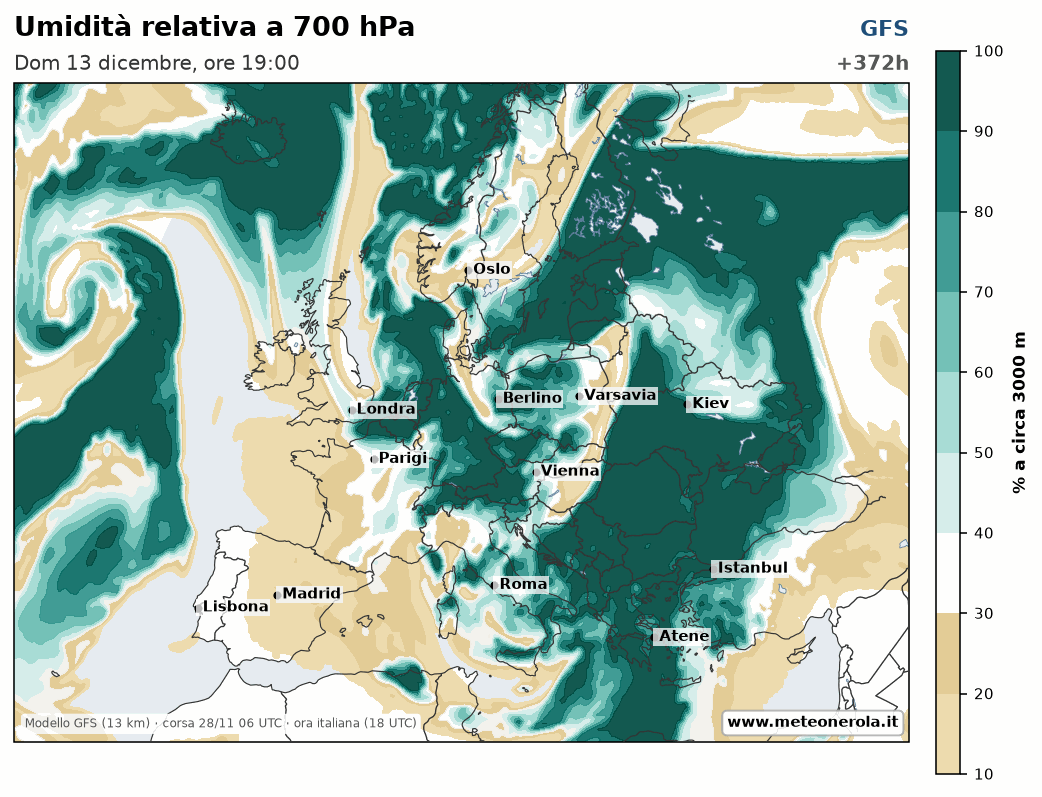 Umidità relativa a 700 hPa
GFS
Dom 13 dicembre, ore 19:00
+372h
100
90
80
70
60
50
40
30
20
10
% a circa 3000 m
Oslo
Berlino
Varsavia
Kiev
Londra
Parigi
Vienna
Istanbul
Roma
Madrid
Lisbona
Atene
Modello GFS (13 km) · corsa 28/11 06 UTC · ora italiana (18 UTC)
www.meteonerola.it